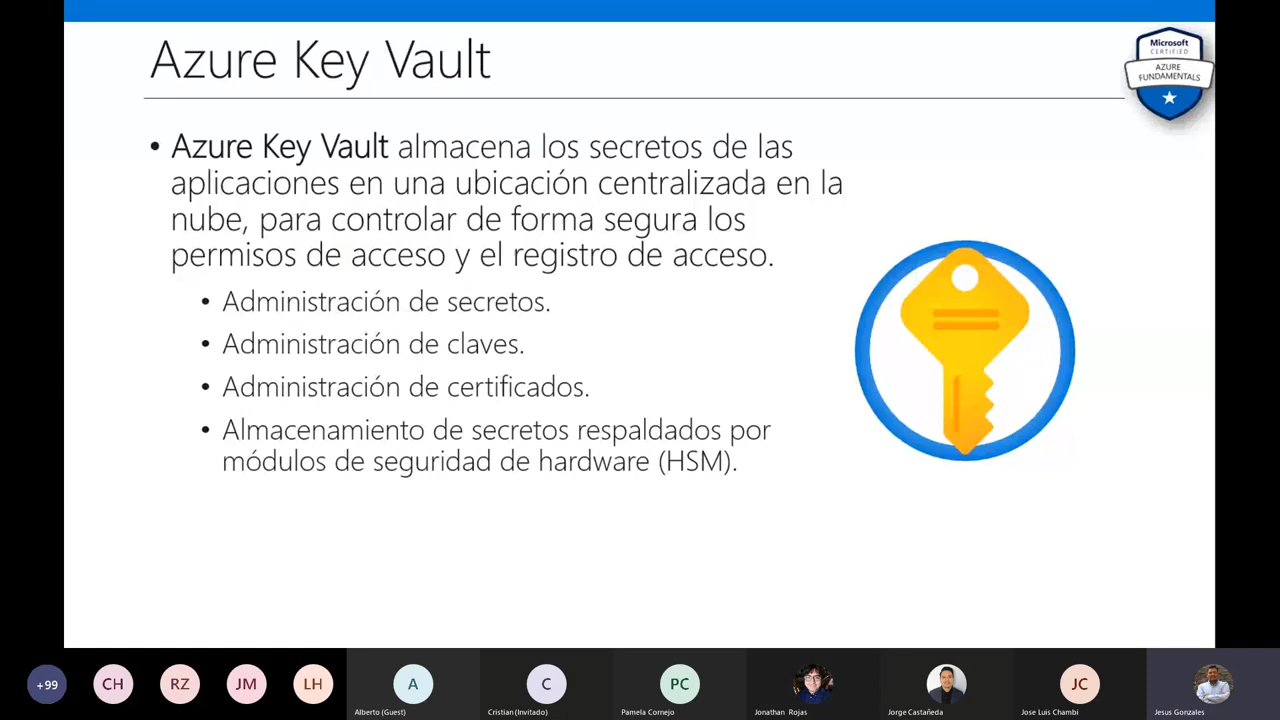 Azure Key Vault
Microsoft
CERTIFIED
AZURE
FUNDAMENTALS
• Azure Key Vault almacena los secretos de las
aplicaciones en una ubicación centralizada en la
nube, para controlar de forma segura los
permisos de acceso y el registro de acceso.
• Administración de secretos.
• Administración de claves.
• Administración de certificados.
• Almacenamiento de secretos respaldados por
módulos de seguridad de hardware (HSM).
+99
CH
RZ
JM
LH
A
C
PC
JC
Alberto (Guest)
Cristian (Invitado)
Pamela Cornejo
Jonathan Rojas
Jorge Castañeda
Jose Luis Chambi
Jesus Gonzales